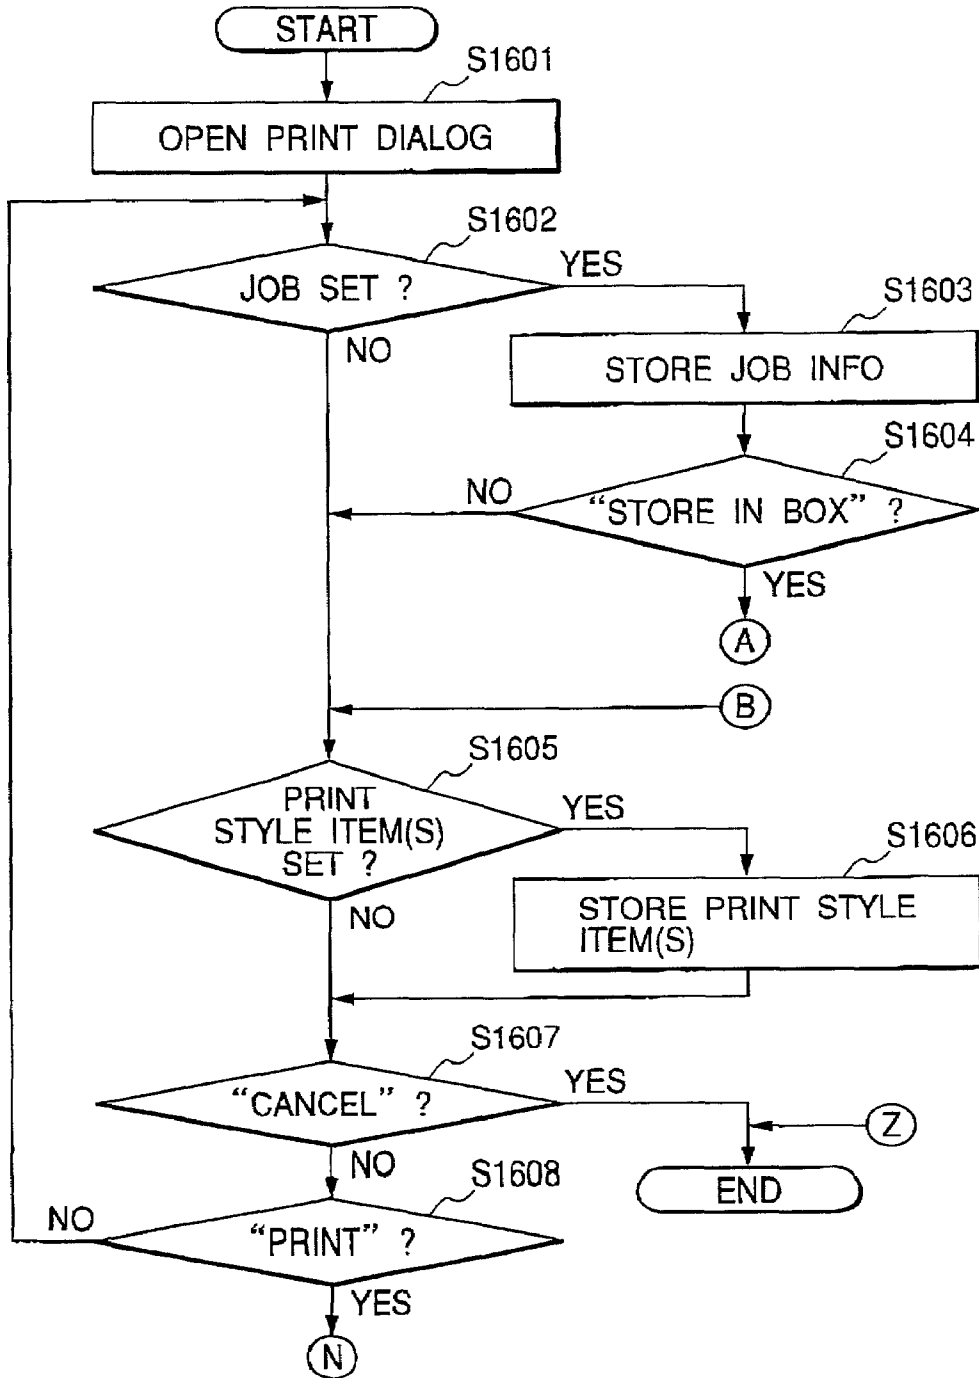 START
S1601
OPEN PRINT DIALOG
S1602
JOB SET ?
YES
NO
S1603
STORE JOB INFO
S1604
“STORE IN BOX” ?
NO
YES
A
B
S1605
PRINT
STYLE ITEM(S)
SET ?
YES
NO
S1606
STORE PRINT STYLE
ITEM(S)
S1607
“CANCEL” ?
YES
NO
Z
END
S1608
“PRINT” ?
NO
YES
N